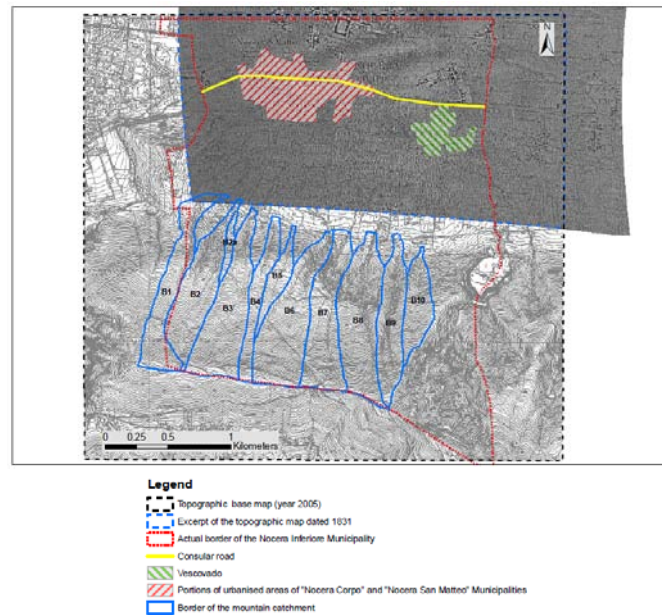 N
B2a
B1
B2
B3
B4
B5
B6
B7
B8
B9
B10
0 0.25 0.5 1
Kilometers
Legend
Topographic base map (year 2005)
Excerpt of the topographic map dated 1831
Actual border of the Nocera Inferiore Municipality
Consular road
Vescovado
Portions of urbanised areas of "Nocera Corpo" and "Nocera San Matteo" Municipalities
Border of the mountain catchment